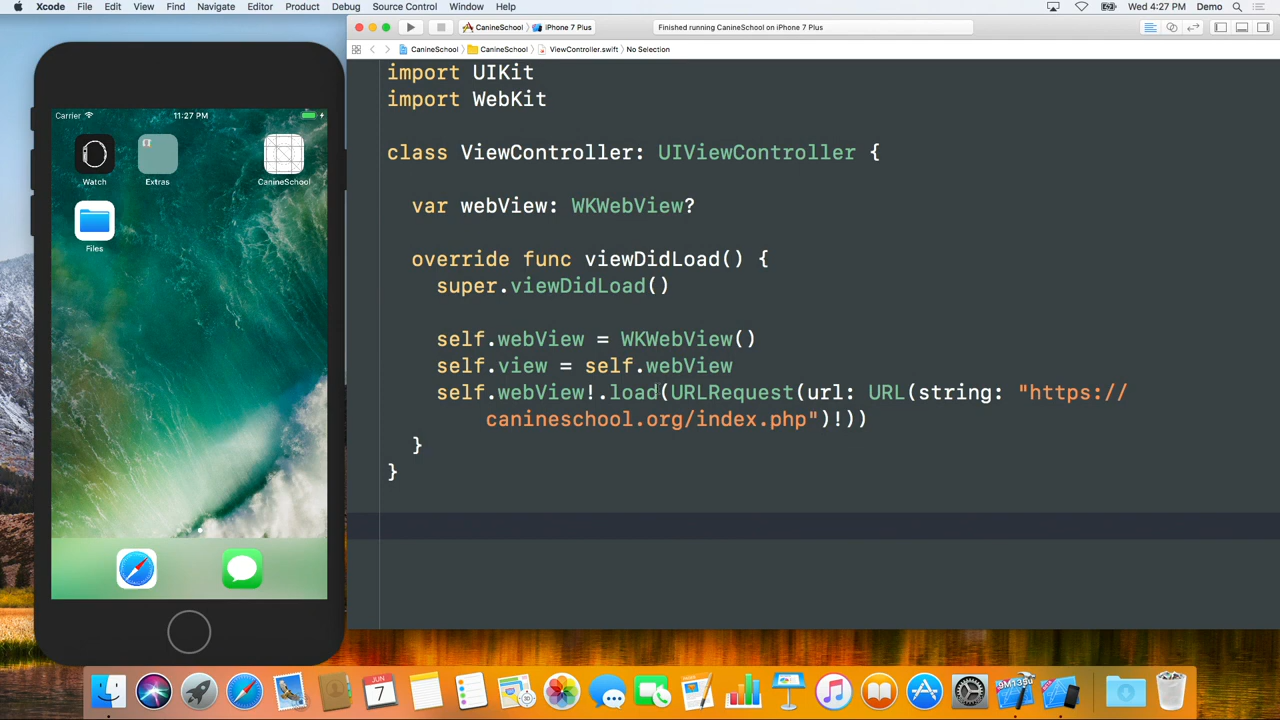 Xcode File Edit View Find Navigate Editor Product Debug Source Control Window Help
Wed 4:27 PM Demo
CanineSchool iPhone 7 Plus
Finished running CanineSchool on iPhone 7 Plus
CanineSchool CanineSchool ViewController.swift No Selection
import UIKit
import WebKit
class ViewController: UIViewController {
var webView: WKWebView?
override func viewDidLoad() {
super.viewDidLoad()
self.webView = WKWebView()
self.view = self.webView
self.webView!.load(URLRequest(url: URL(string: "https://
canineschool.org/index.php")!))
}
}
Carrier 11:27 PM
Watch Extras CanineSchool
Files
JUN
7
9M135u